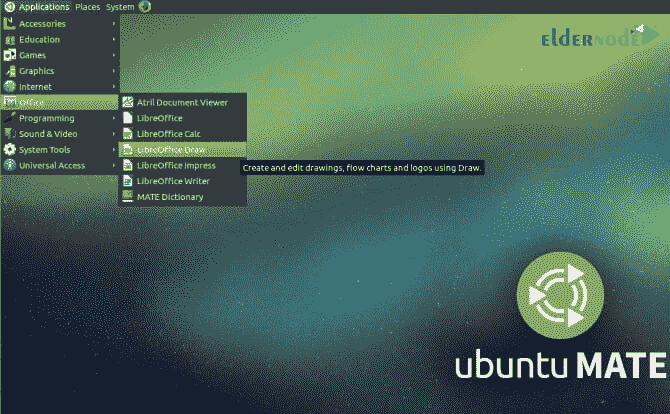 Applications Places System
Accessories
Education
Games
Graphics
Internet
Office
Programming
Sound & Video
System Tools
Universal Access
Atril Document Viewer
LibreOffice
LibreOffice Calc
LibreOffice Draw
LibreOffice Impress
LibreOffice Writer
MATE Dictionary
Create and edit drawings, flow charts and logos using Draw.
eLDERNODE
ubuntu MATE